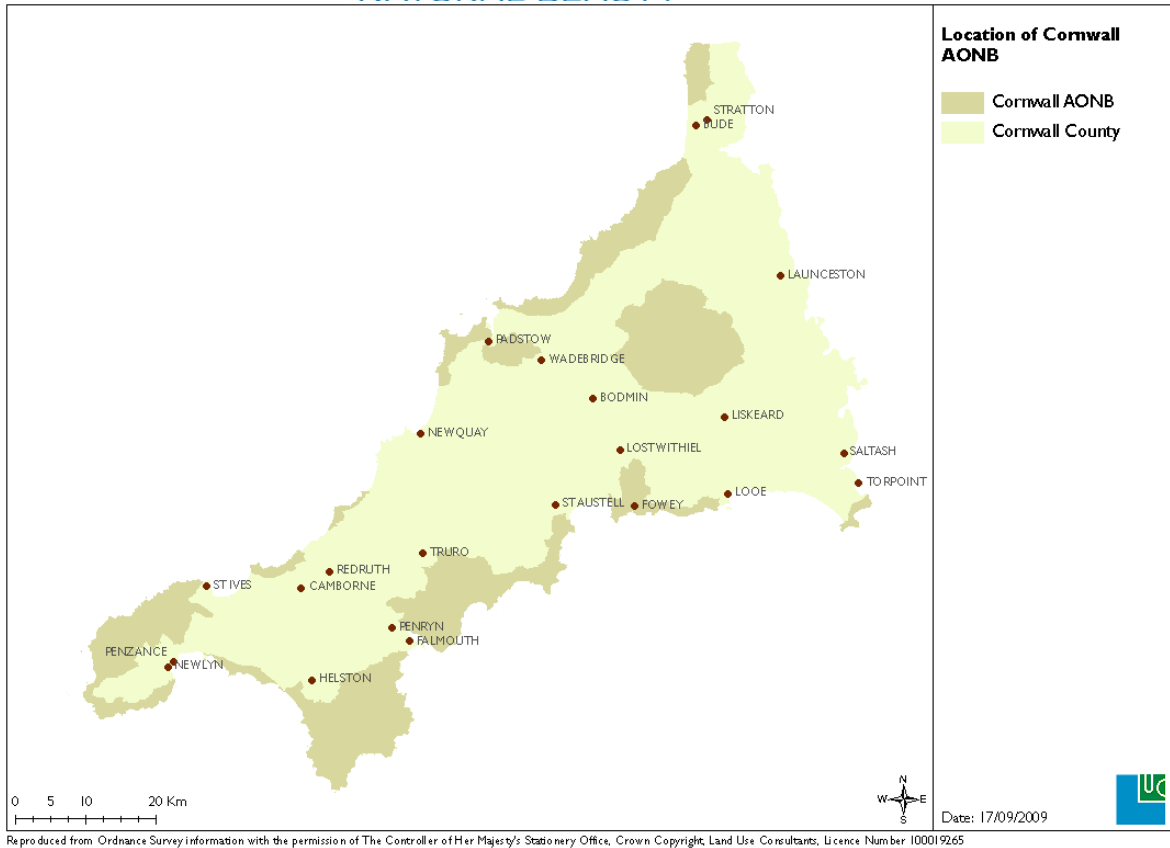 Location of Cornwall
AONB
Cornwall AONB
Cornwall County
STRATTON
BUDE
LAUNCESTON
PADSTOW
WADEBRIDGE
BODMIN
LISKEARD
NEWQUAY
LOSTWITHIEL
SALTASH
TORPOINT
LOOE
ST AUSTELL
FOWEY
TRURO
REDRUTH
ST IVES
CAMBORNE
PENRYN
FALMOUTH
PENZANCE
NEWLYN
HELSTON
0 5 10 20 Km
N
W E
S
Date: 17/09/2009
Reproduced from Ordnance Survey information with the permission of The Controller of Her Majesty's Stationery Office, Crown Copyright, Land Use Consultants, Licence Number 100019265